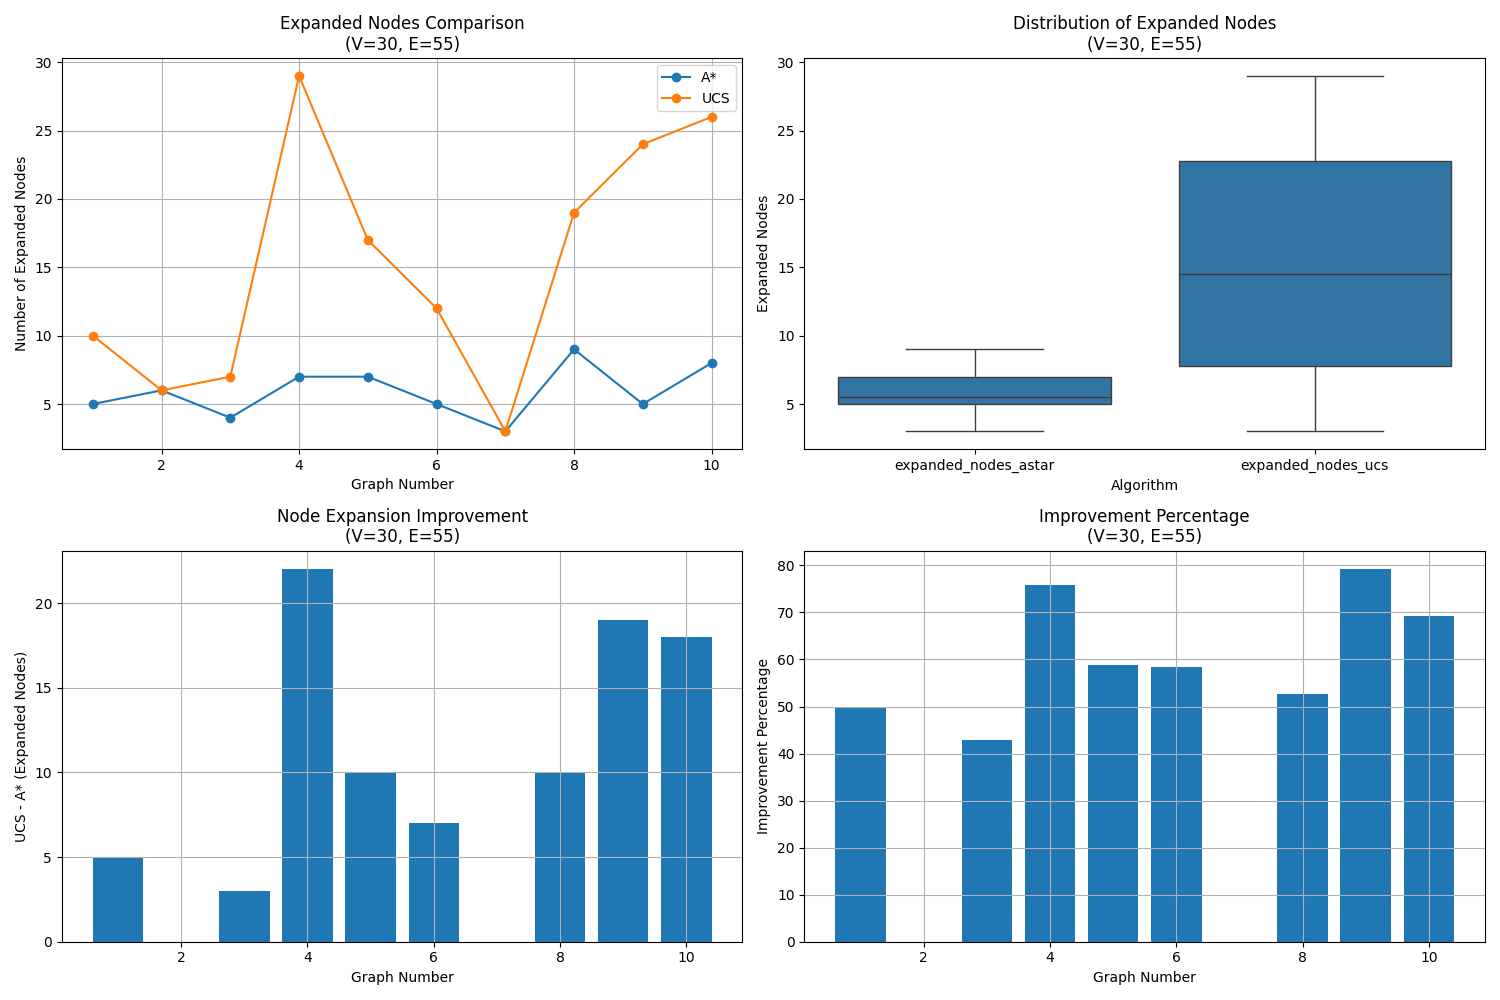 Expanded Nodes Comparison
(V=30, E=55)
Number of Expanded Nodes
30
25
20
15
10
5
A*
UCS
2 4 6 8 10
Graph Number
Distribution of Expanded Nodes
(V=30, E=55)
Expanded Nodes
30
25
20
15
10
5
expanded_nodes_astar expanded_nodes_ucs
Algorithm
Node Expansion Improvement
(V=30, E=55)
UCS - A* (Expanded Nodes)
20
15
10
5
0
2 4 6 8 10
Graph Number
Improvement Percentage
(V=30, E=55)
Improvement Percentage
80
70
60
50
40
30
20
10
0
2 4 6 8 10
Graph Number